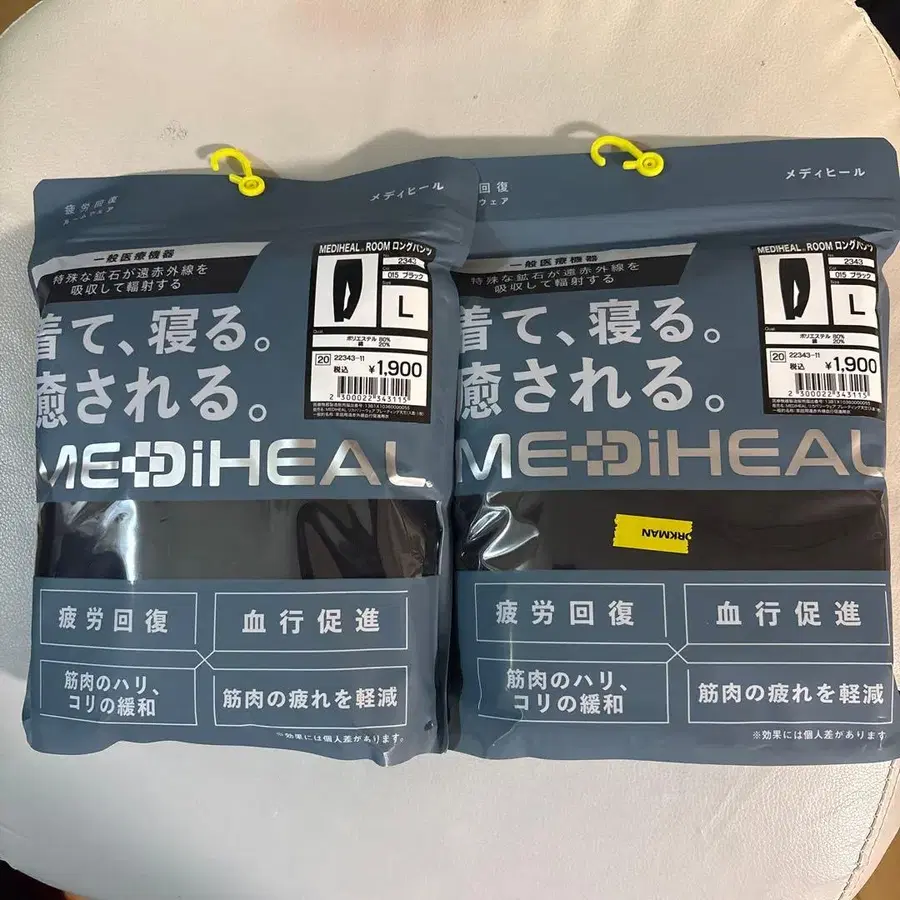 疲労回復
ルームウェア
メディヒール
一般医療機器
特殊な鉱石が遠赤外線を
吸収して輻射する
着て、寝る。
癒される。
MEDiHEAL
MEDIHEAL ROOM ロングパンツ
2343
015 ブラック
L
ポリエステル 80%
綿 20%
20 22343-11
税込 ¥1,900
2 300022 343115
疲労回復
血行促進
筋肉のハリ、
コリの緩和
筋肉の疲れを軽減
※効果には個人差があります。
回復
ウェア
メディヒール
一般医療機器
特殊な鉱石が遠赤外線を
吸収して輻射する
着て、寝る。
癒される。
MEDiHEAL
MEDIHEAL ROOM ロングパンツ
2343
015 ブラック
L
ポリエステル 80%
綿 20%
20 22343-11
税込 ¥1,900
2 300022 343115
ORKMAN
疲労回復
血行促進
筋肉のハリ、
コリの緩和
筋肉の疲れを軽減
※効果には個人差があります